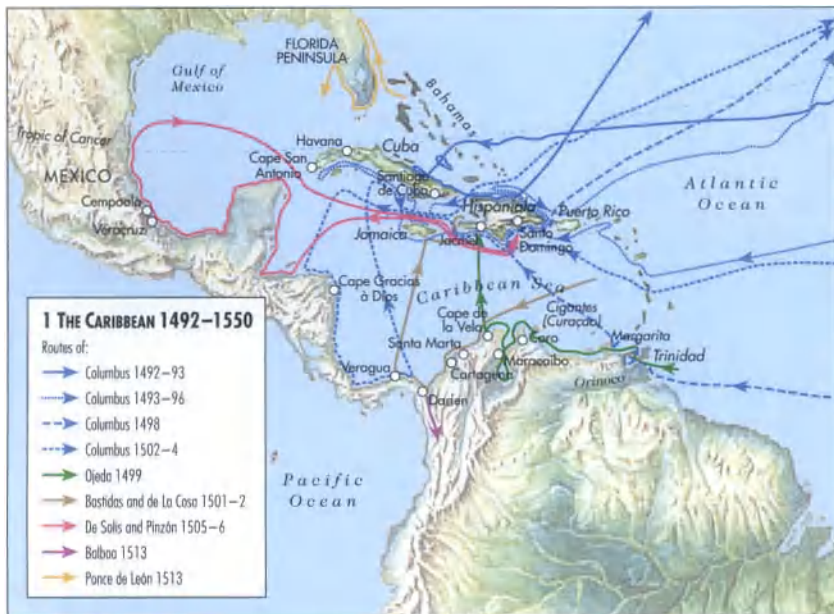 FLORIDA
PENINSULA
Gulf of
Mexico
Bahamas
Tropic of Cancer
Havana
Cuba
Cape San
Antonio
MEXICO
Santiago
de Cuba
Atlantic
Ocean
Cempoala
Veracruz
Hispaniola
Puerto Rico
Jamaica
Jacmel
Santo
Domingo
Caribbean Sea
Cape Gracias
à Dios
Gigantes
(Curaçao)
Cape de
la Vela
Margarita
Santa Marta
Coro
Trinidad
Maracaibo
Cartagena
Orinoco
Veragua
Darien
Pacific
Ocean
1 THE CARIBBEAN 1492–1550
Routes of:
Columbus 1492–93
Columbus 1493–96
Columbus 1498
Columbus 1502–4
Ojeda 1499
Bastidas and de La Cosa 1501–2
De Solis and Pinzón 1505–6
Balboa 1513
Ponce de León 1513